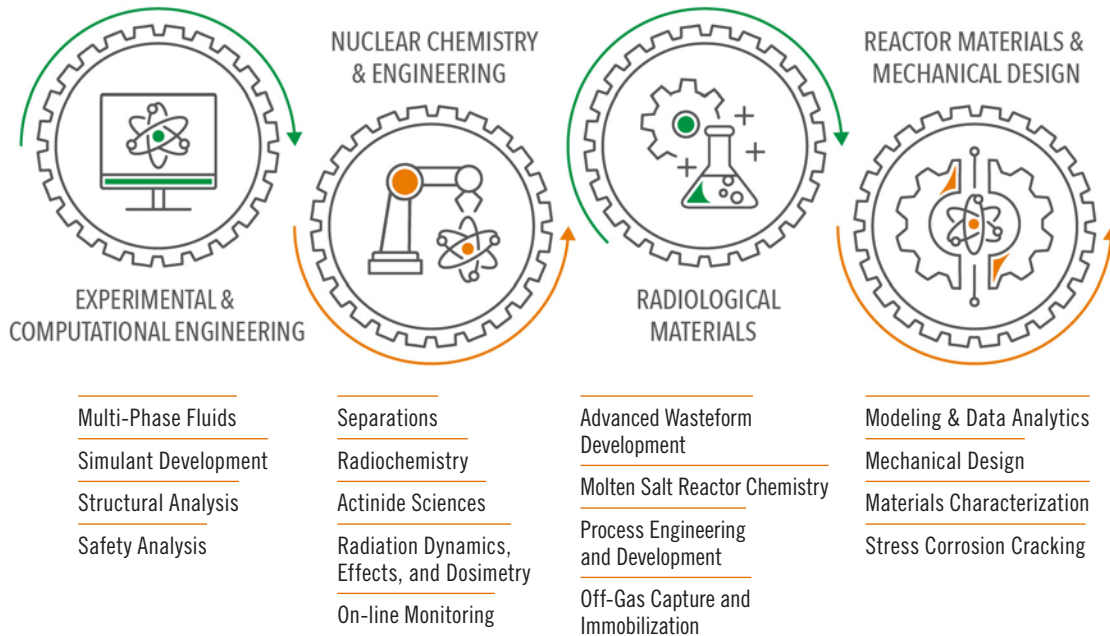 NUCLEAR CHEMISTRY
& ENGINEERING
REACTOR MATERIALS &
MECHANICAL DESIGN
EXPERIMENTAL &
COMPUTATIONAL ENGINEERING
RADIOLOGICAL
MATERIALS
Multi-Phase Fluids
Simulant Development
Structural Analysis
Safety Analysis
Separations
Radiochemistry
Actinide Sciences
Radiation Dynamics,
Effects, and Dosimetry
On-line Monitoring
Advanced Wasteform
Development
Molten Salt Reactor Chemistry
Process Engineering
and Development
Off-Gas Capture and
Immobilization
Modeling & Data Analytics
Mechanical Design
Materials Characterization
Stress Corrosion Cracking